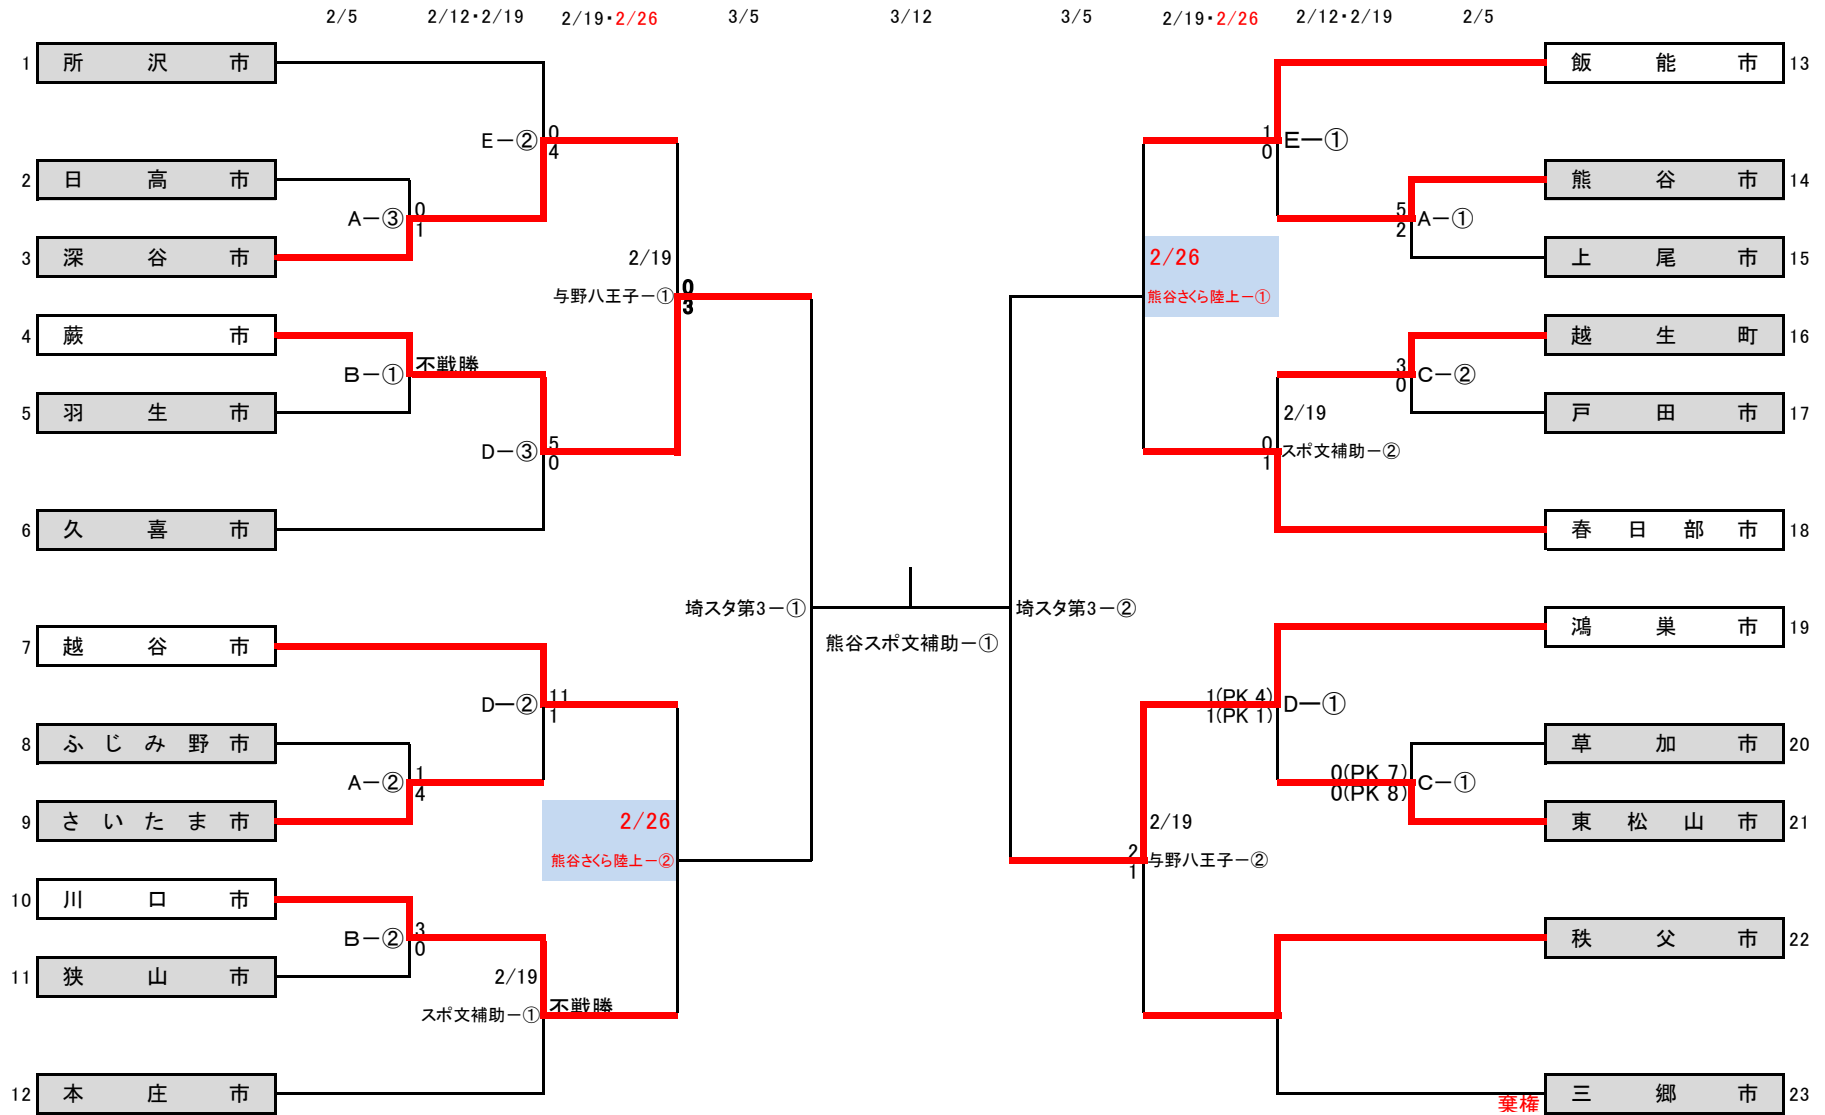 2/5 2/12・2/19 2/19・2/26 3/5 3/12 3/5 2/19・2/26 2/12・2/19 2/5
1 所沢市
E－② 0
4
2 日高市
A－③ 0
1
3 深谷市
2/19
与野八王子－① 0
3
4 蕨市
B－① 不戦勝
5 羽生市
D－③ 5
0
6 久喜市
埼スタ第3－①
7 越谷市
D－② 11
1
8 ふじみ野市
A－② 1
4
9 さいたま市
2/26
熊谷さくら陸上－②
10 川口市
B－② 3
0
11 狭山市
2/19
スポ文補助－① 不戦勝
12 本庄市
熊谷スポ文補助－①
飯能市 13
1 E－①
0
熊谷市 14
5 A－①
2
上尾市 15
2/26
熊谷さくら陸上－①
越生町 16
3 C－②
0
戸田市 17
2/19
0 スポ文補助－②
1
春日部市 18
埼スタ第3－②
鴻巣市 19
1(PK 4) D－①
1(PK 1)
草加市 20
0(PK 7) C－①
0(PK 8)
東松山市 21
2/19
2 与野八王子－②
1
秩父市 22
三郷市 23
棄権